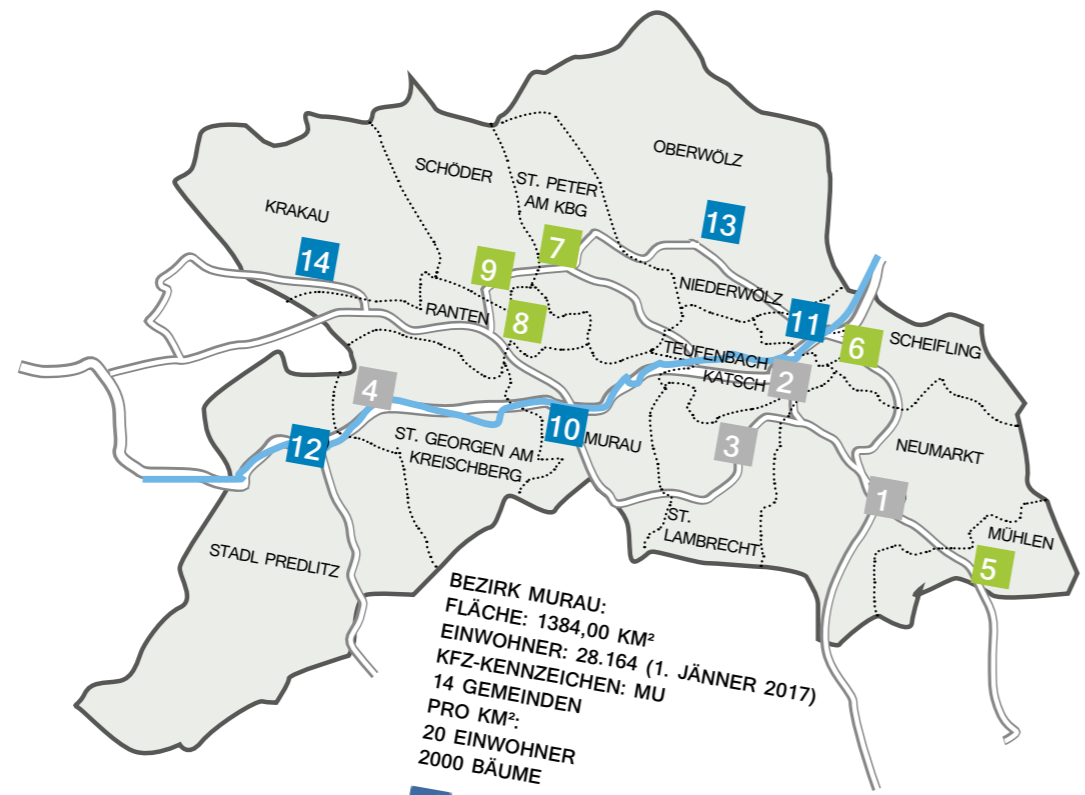 OBERWÖLZ
SCHÖDER
ST. PETER
AM KBG
KRAKAU
13
14
7
9
NIEDERWÖLZ
RANTEN
8
11
6
SCHEIFLING
TEUFENBACH
KATSCH
2
4
10
MURAU
12
ST. GEORGEN AM
KREISCHBERG
3
NEUMARKT
1
ST.
LAMBRECHT
MÜHLEN
5
STADL PREDLITZ
BEZIRK MURAU:
FLÄCHE: 1384,00 KM²
EINWOHNER: 28.164 (1. JÄNNER 2017)
KFZ-KENNZEICHEN: MU
14 GEMEINDEN
PRO KM²:
20 EINWOHNER
2000 BÄUME